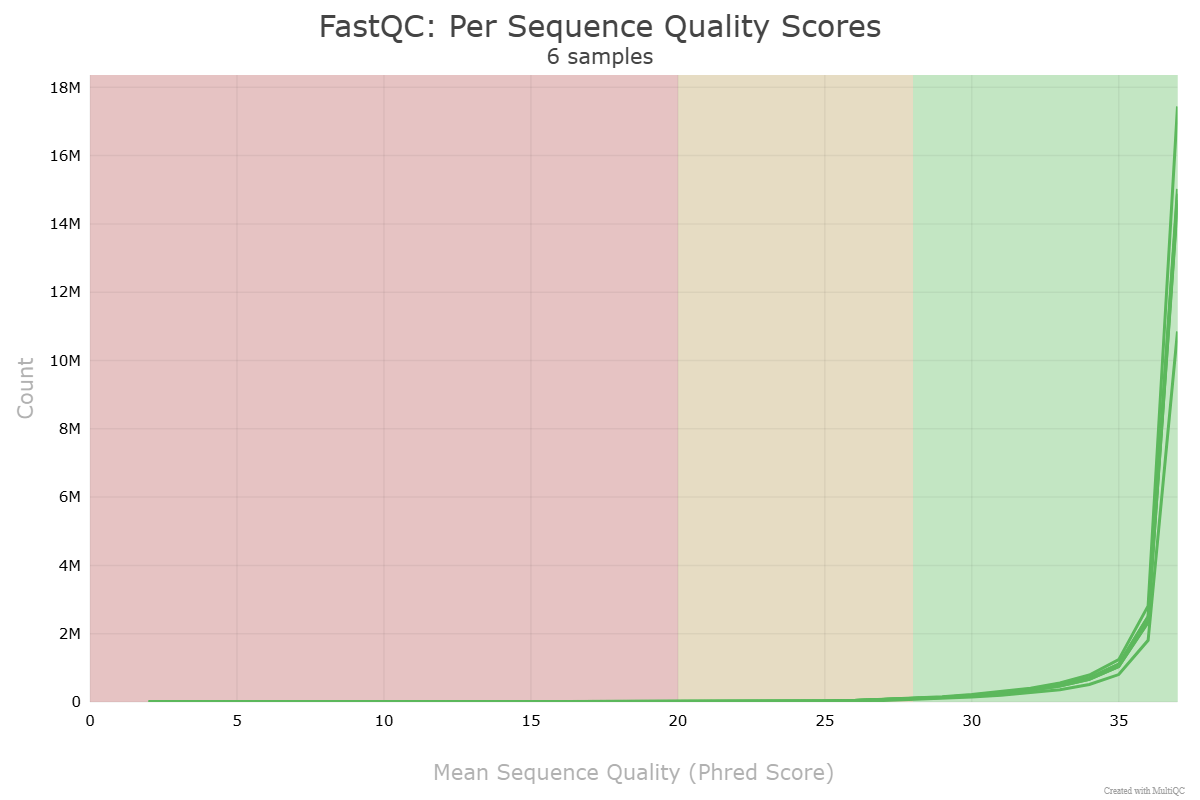 FastQC: Per Sequence Quality Scores
6 samples
18M
16M
14M
12M
10M
8M
6M
4M
2M
0
Count
0 5 10 15 20 25 30 35
Mean Sequence Quality (Phred Score)
Created with MultiQC